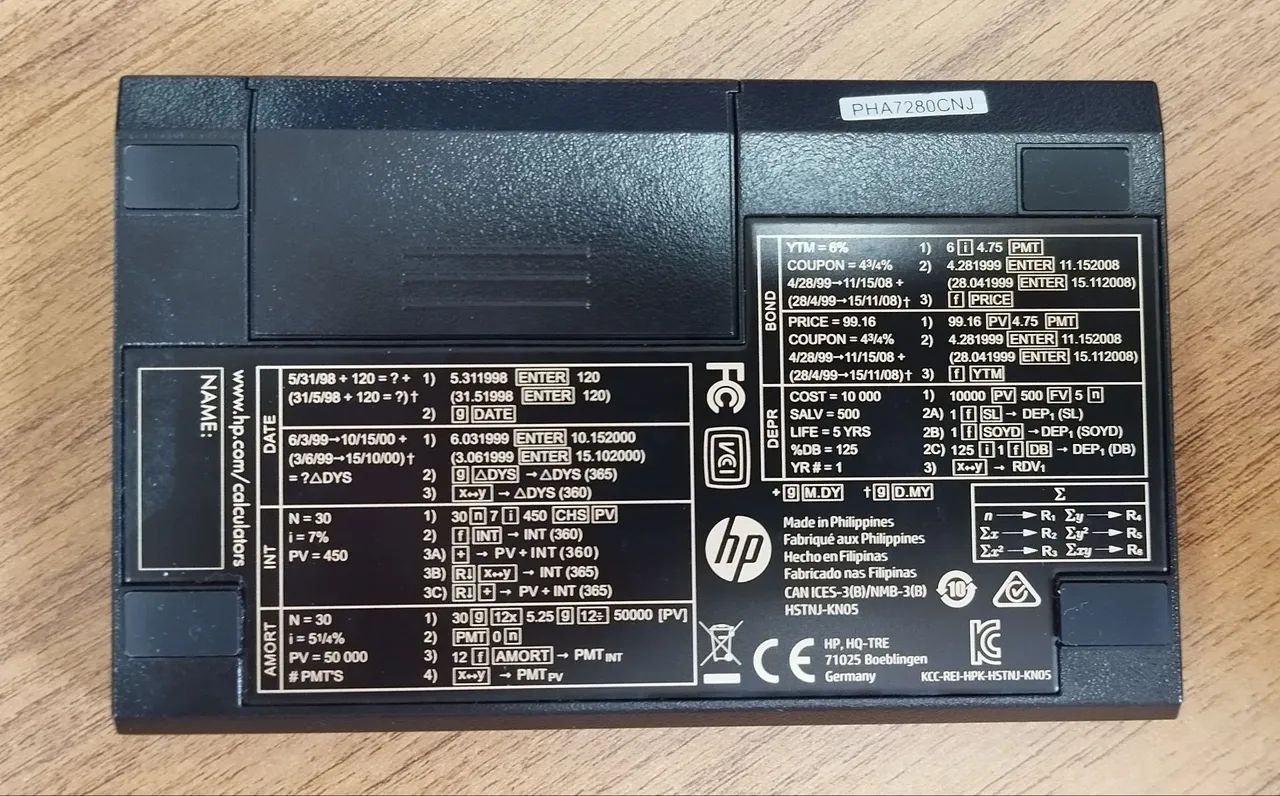 PHA7280CNJ
NAME:
www.hp.com/calculators
DATE
5/31/98 + 120 = ? + 1) 5.311998 ENTER 120
(31/5/98 + 120 = ?) † (31.51998 ENTER 120)
2) g DATE
6/3/99→10/15/00 + 1) 6.031999 ENTER 10.152000
(3/6/99→15/10/00) † (3.061999 ENTER 15.102000)
= ?△DYS 2) g △DYS → △DYS (365)
3) x↔y → △DYS (360)
INT
N = 30 1) 30 n 7 i 450 CHS PV
i = 7% 2) f INT → INT (360)
PV = 450 3A) + → PV + INT (360)
3B) R↓ x↔y → INT (365)
3C) R↓ + → PV + INT (365)
AMORT
N = 30 1) 30 g 12x 5.25 g 12÷ 50000 [PV]
i = 51/4% 2) PMT 0 n
PV = 50 000 3) 12 f AMORT → PMT INT
# PMT'S 4) x↔y → PMT PV
FC
VCI
BOND
YTM = 6% 1) 6 i 4.75 PMT
COUPON = 4³/₄% 2) 4.281999 ENTER 11.152008
4/28/99→11/15/08 + (28.041999 ENTER 15.112008)
(28/4/99→15/11/08) † 3) f PRICE
PRICE = 99.16 1) 99.16 PV 4.75 PMT
COUPON = 4³/₄% 2) 4.281999 ENTER 11.152008
4/28/99→11/15/08 + (28.041999 ENTER 15.112008)
(28/4/99→15/11/08) † 3) f YTM
DEPR
COST = 10 000 1) 10000 PV 500 FV 5 n
SALV = 500 2A) 1 f SL → DEP₁ (SL)
LIFE = 5 YRS 2B) 1 f SOYD → DEP₁ (SOYD)
%DB = 125 2C) 125 i 1 f DB → DEP₁ (DB)
YR # = 1 3) x↔y → RDV₁
+ g M.DY † g D.MY
Σ
n → R₁ Σy → R₄
Σx → R₂ Σy² → R₅
Σx² → R₃ Σxy → R₆
hp
Made in Philippines
Fabriqué aux Philippines
Hecho en Filipinas
Fabricado nas Filipinas
CAN ICES-3(B)/NMB-3(B)
HSTNJ-KN05
10
CE
HP, HQ-TRE
71025 Boeblingen
Germany
KCC-REI-HPK-HSTNJ-KN05